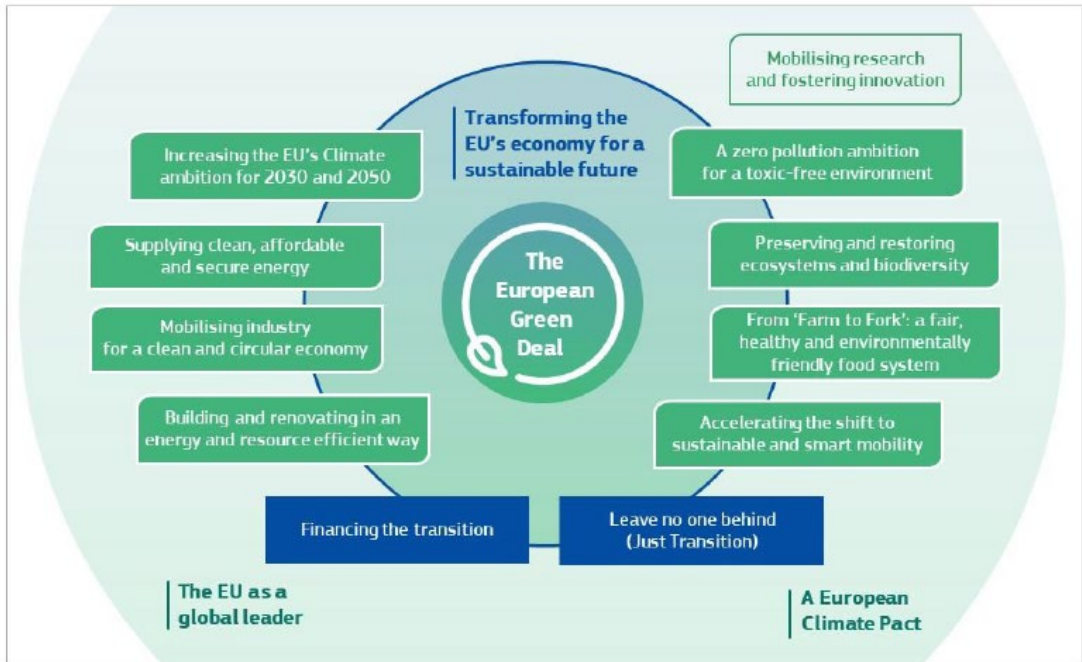 Mobilising research
and fostering innovation
Transforming the
EU's economy for a
sustainable future
Increasing the EU's Climate
ambition for 2030 and 2050
A zero pollution ambition
for a toxic-free environment
Supplying clean, affordable
and secure energy
The
European
Green
Deal
Preserving and restoring
ecosystems and biodiversity
Mobilising industry
for a clean and circular economy
From 'Farm to Fork': a fair,
healthy and environmentally
friendly food system
Building and renovating in an
energy and resource efficient way
Accelerating the shift to
sustainable and smart mobility
Financing the transition
Leave no one behind
(Just Transition)
The EU as a
global leader
A European
Climate Pact